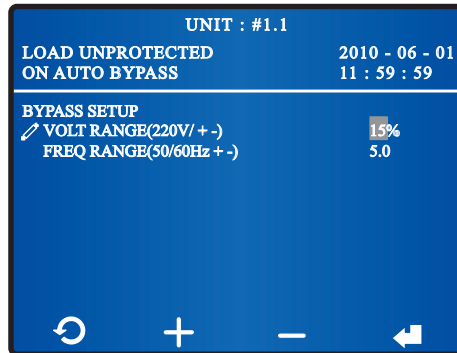 UNIT : #1.1
LOAD UNPROTECTED 2010 - 06 - 01
ON AUTO BYPASS 11 : 59 : 59
BYPASS SETUP
VOLT RANGE(220V/ + -) 15%
FREQ RANGE(50/60Hz + -) 5.0